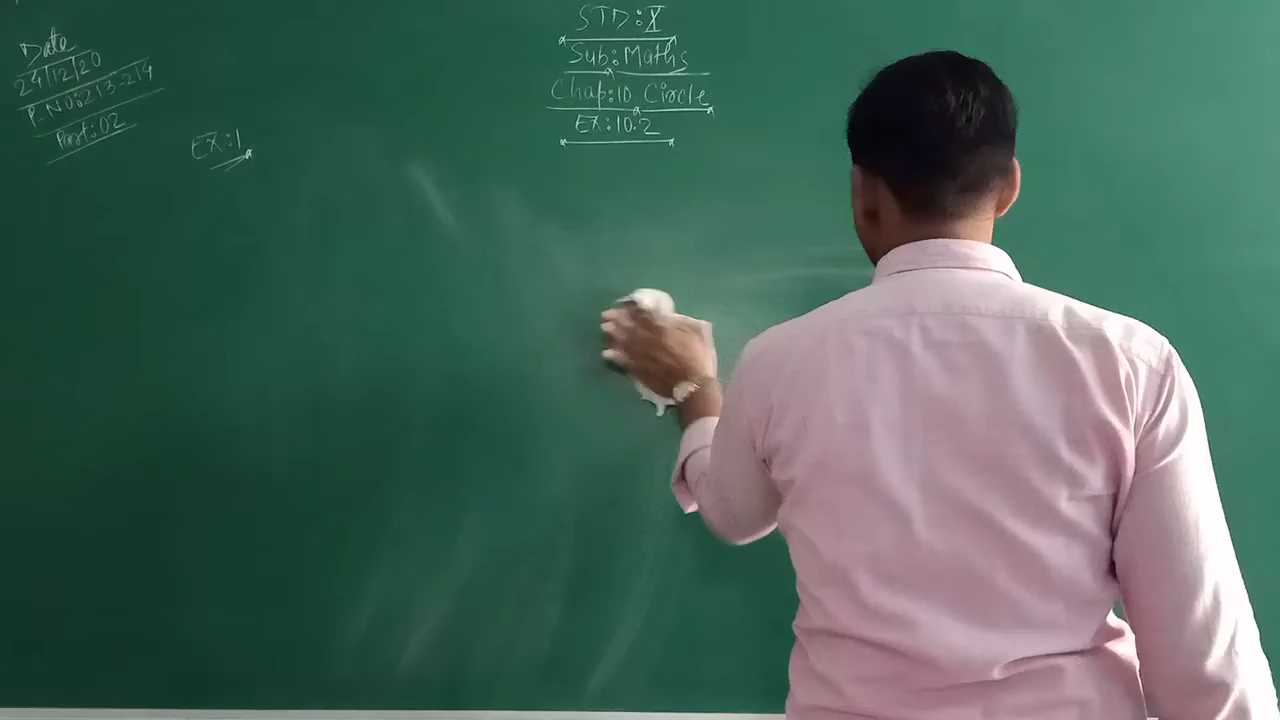 Date
24/12/20
P.NO:213-214
Part:02
EX:1
STD:X
Sub:Maths
Chap:10 Circle
EX:10.2